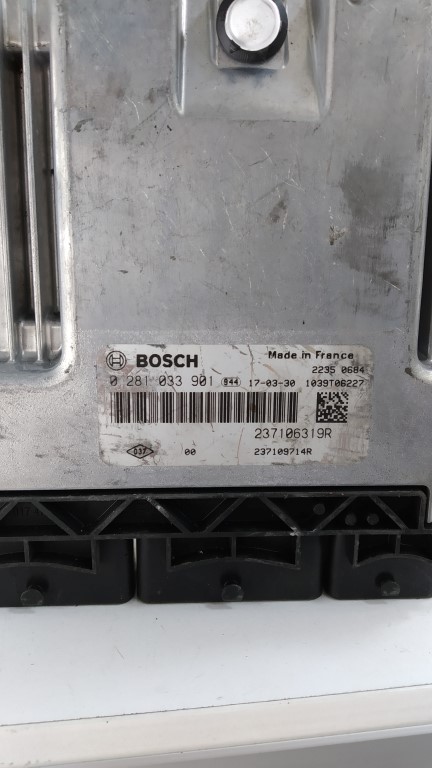 BOSCH Made in France
2235 0684
0 281 033 901 944 17-03-30 1039T06227
237106319R
037 00 237109714R